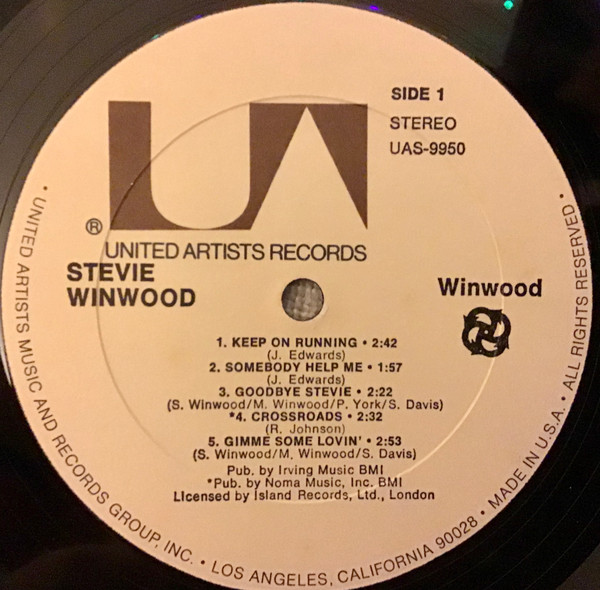 SIDE 1
STEREO
UAS-9950
UA
®
UNITED ARTISTS RECORDS
STEVIE
WINWOOD
Winwood
1. KEEP ON RUNNING • 2:42
(J. Edwards)
2. SOMEBODY HELP ME • 1:57
(J. Edwards)
3. GOODBYE STEVIE • 2:22
(S. Winwood/M. Winwood/P. York/S. Davis)
*4. CROSSROADS • 2:32
(R. Johnson)
5. GIMME SOME LOVIN' • 2:53
(S. Winwood/M. Winwood/S. Davis)
Pub. by Irving Music BMI
*Pub. by Noma Music, Inc. BMI
Licensed by Island Records, Ltd., London
• UNITED ARTISTS MUSIC AND RECORDS GROUP, INC. • LOS ANGELES, CALIFORNIA 90028 • MADE IN U.S.A. • ALL RIGHTS RESERVED •